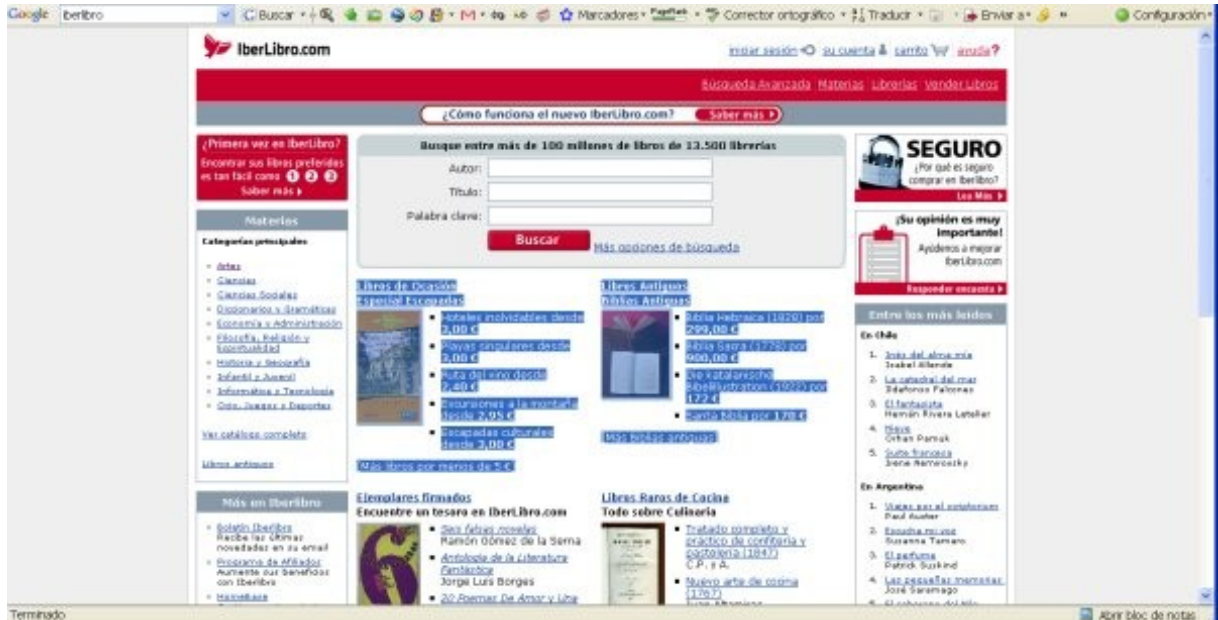 Google
berlibro
Buscar
Marcadores
PageRank
Corrector ortográfico
Traducir
Enviar a
Configuración
IberLibro.com
iniciar sesión su cuenta carrito ayuda?
Búsqueda Avanzada Materias Librerías Vender Libros
¿Cómo funciona el nuevo IberLibro.com? Saber más
¿Primera vez en IberLibro?
Encontrar sus libros preferidos
es tan fácil como 1 2 3
Saber más
Materias
Categorías principales
Artes
Ciencias
Ciencias Sociales
Diccionarios y Gramáticas
Economía y Administración
Filosofía, Religión y
Espiritualidad
Historia y Geografía
Infantil y Juvenil
Informática y Tecnología
Ocio, Juegos y Deportes
Ver catálogo completo
Libros antiguos
Más en Iberlibro
Boletín Iberlibro
Reciba las últimas
novedades en su email
Programa de Afiliados
Aumente sus beneficios
con Iberlibro
HomeBase
Busque entre más de 100 millones de libros de 13.500 librerías
Autor:
Título:
Palabra clave:
Buscar
Más opciones de búsqueda
Libros de Ocasión
Especial Escapadas
Hoteles inolvidables desde
3,00 €
Playas singulares desde
3,00 €
Ruta del vino desde
2,40 €
Excursiones a la montaña
desde 2,95 €
Escapadas culturales
desde 3,00 €
[Más libros por menos de 5 €]
Libros Antiguos
Biblias Antiguas
Biblia Hebraica (1828) por
299,00 €
Biblia Sacra (1778) por
900,00 €
Die katalanische
Bibelillustration (1922) por
172 €
Santa Biblia por 170 €
[Más Biblias antiguas]
Ejemplares firmados
Encuentre un tesoro en IberLibro.com
Seis falsas novelas
Ramón Gómez de la Serna
Antología de la Literatura
Fantástica
Jorge Luis Borges
20 Poemas De Amor y Una
Libros Raros de Cocina
Todo sobre Culinaria
Tratado completo y
práctico de confitería y
pastelería (1847)
C.P. y A.
Nuevo arte de cocina
(1767)
Juan Altamiras
SEGURO
¿Por qué es seguro
comprar en Iberlibro?
Lea Más
¡Su opinión es muy
importante!
Ayúdenos a mejorar
IberLibro.com
Responder encuesta
Entre los más leídos
En Chile
1. Inés del alma mía
Isabel Allende
2. La catedral del mar
Ildefonso Falcones
3. El fantasista
Hernán Rivera Letelier
4. Nieve
Orhan Pamuk
5. Suite francesa
Irene Nemirovsky
En Argentina
1. Viajes por el scriptorium
Paul Auster
2. Escucha mi voz
Susanna Tamaro
3. El perfume
Patrick Suskind
4. Las pequeñas memorias
José Saramago
Terminado
Abrir bloc de notas